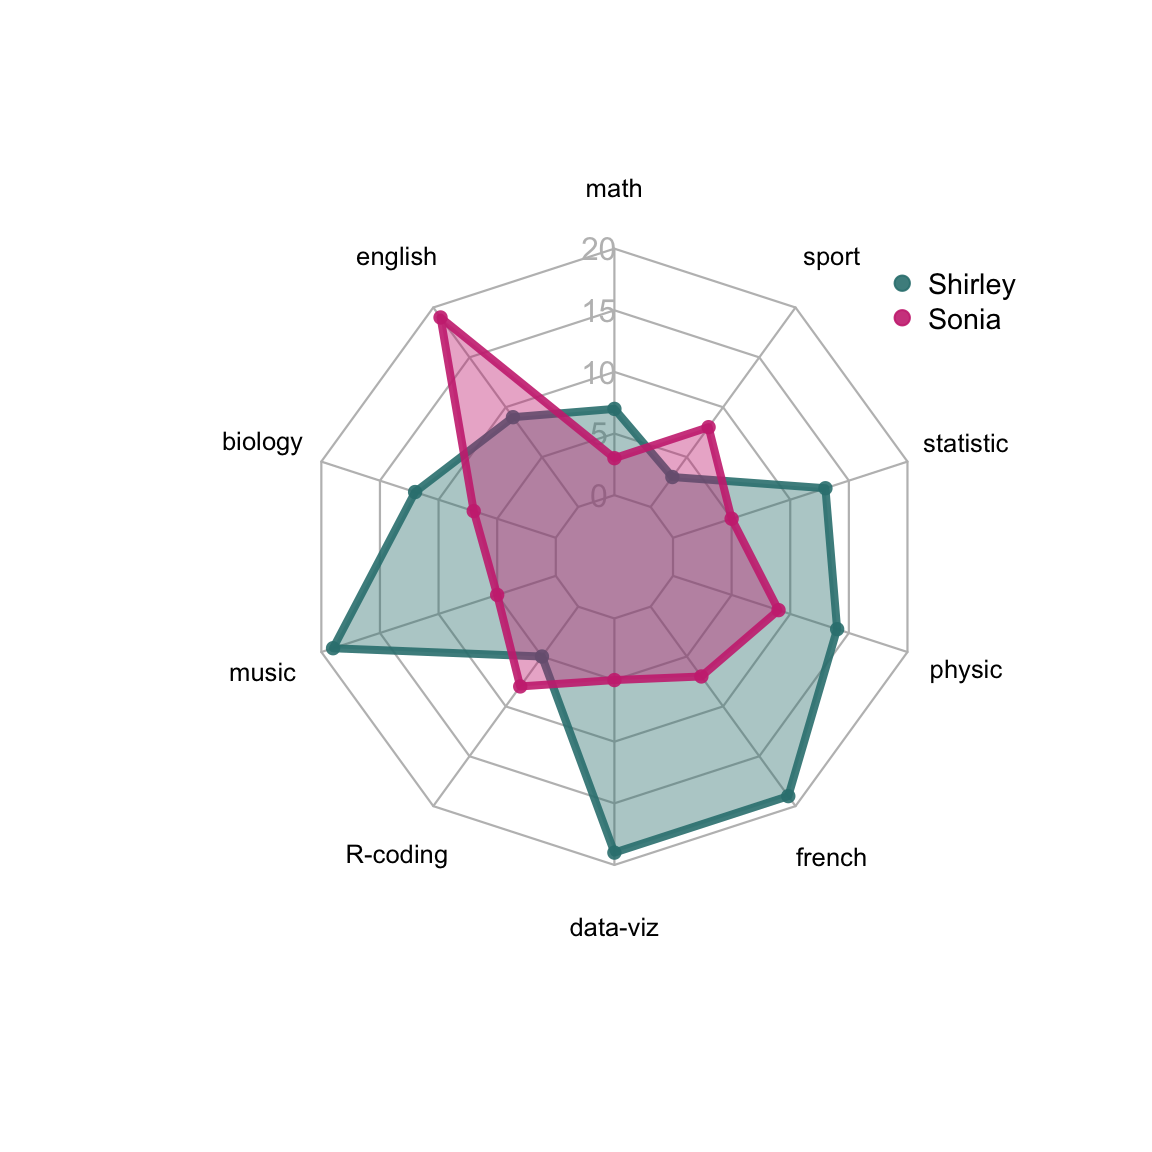 math
english
sport
20
Shirley
15
Sonia
10
5
biology
statistic
0
music
physic
R-coding
french
data-viz